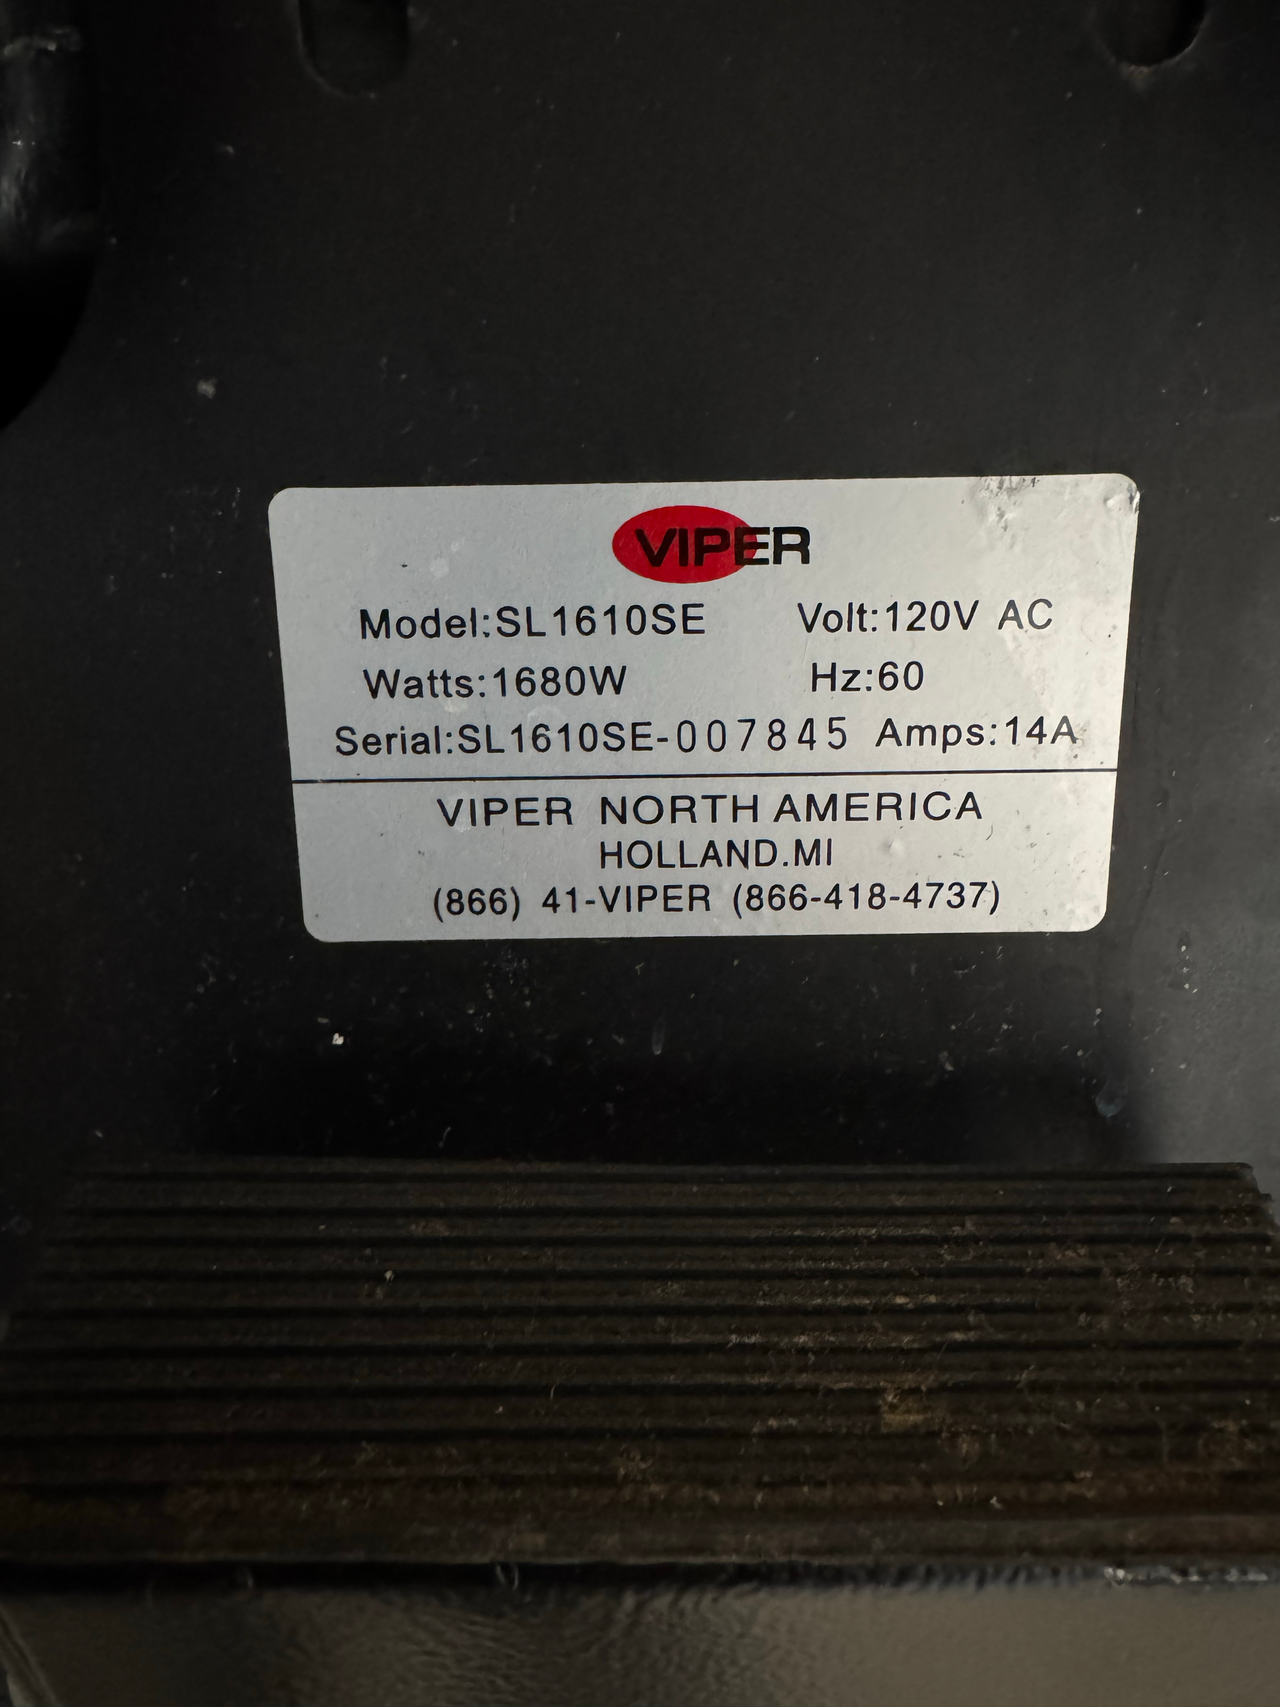 VIPER
Model:SL1610SE Volt:120V AC
Watts:1680W Hz:60
Serial:SL1610SE-007845 Amps:14A
VIPER NORTH AMERICA
HOLLAND.MI
(866) 41-VIPER (866-418-4737)